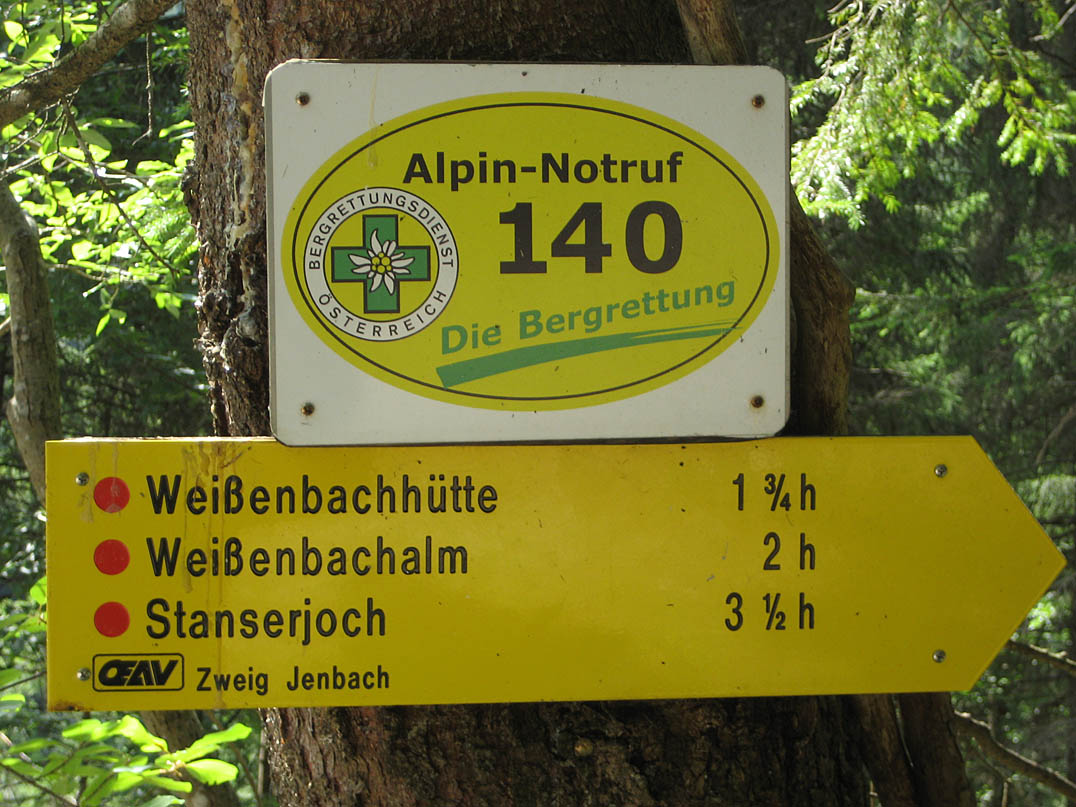 Alpin-Notruf
140
BERGRETTUNGSDIENST
ÖSTERREICH
Die Bergrettung
Weißenbachhütte 1 ¾ h
Weißenbachalm 2 h
Stanserjoch 3 ½ h
OEAV Zweig Jenbach